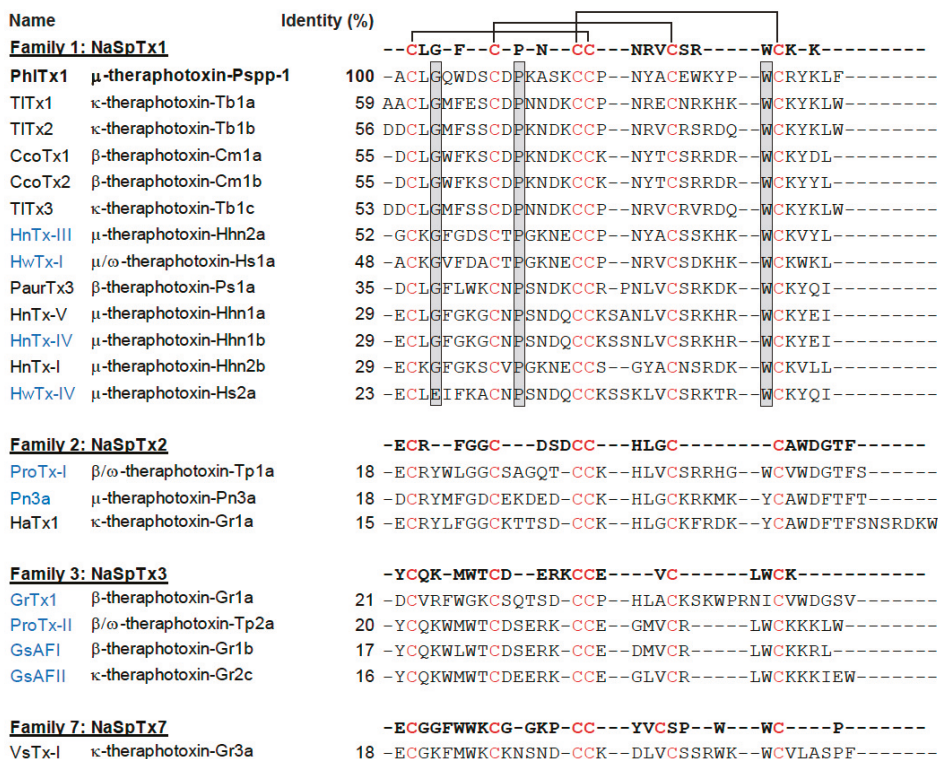 Name Identity (%)
Family 1: NaSpTx1 --CLG-F--C-P-N--CC---NRVCSR-----WCK-K--------
PhlTx1 μ-theraphotoxin-Pspp-1 100 -ACLGQWDSCDPKASKCCP--NYACEWKYP-WCRYKLF-------
TlTx1 κ-theraphotoxin-Tb1a 59 AACLGMFESCDPNNDKCCP--NRECNRKHK-WCKYKLW-------
TlTx2 κ-theraphotoxin-Tb1b 56 DDCLGMFSSCDPKNDKCCP--NRVCRSRDQ-WCKYKLW-------
CcoTx1 β-theraphotoxin-Cm1a 55 -DCLGWFKSCDPKNDKCCK--NYTCSRRDR-WCKYDL--------
CcoTx2 β-theraphotoxin-Cm1b 55 -DCLGWFKSCDPKNDKCCK--NYTCSRRDR-WCKYYL--------
TlTx3 κ-theraphotoxin-Tb1c 53 DDCLGMFSSCDPNNDKCCP--NRVCRVRDQ-WCKYKLW-------
HnTx-III μ-theraphotoxin-Hhn2a 52 -GCKGFGDSCTPGKNECCP--NYACSSKHK-WCKVYL--------
HwTx-I μ/ω-theraphotoxin-Hs1a 48 -ACKGVFDACTPGKNECCP--NRVCSDKHK-WCKWKL--------
PaurTx3 β-theraphotoxin-Ps1a 35 -DCLGFLWKCNPSNDKCCR-PNLVCSRKDK-WCKYQI--------
HnTx-V μ-theraphotoxin-Hhn1a 29 -ECLGFGKGCNPSNDQCCKSANLVCSRKHR-WCKYEI--------
HnTx-IV μ-theraphotoxin-Hhn1b 29 -ECLGFGKGCNPSNDQCCKSSNLVCSRKHR-WCKYEI--------
HnTx-I μ-theraphotoxin-Hhn2b 29 -ECKGFGKSCVPGKNECCS--GYACNSRDK-WCKVLL--------
HwTx-IV μ-theraphotoxin-Hs2a 23 -ECLEIFKACNPSNDQCCKSSKLVCSRKTR-WCKYQI--------
Family 2: NaSpTx2 -ECR--FGGC---DSDCC--HLGC-------CAWDGTF-------
ProTx-I β/ω-theraphotoxin-Tp1a 18 -ECRYWLGGCSAGQT-CCK--HLVCSRRHG-WCVWDGTFS-----
Pn3a μ-theraphotoxin-Pn3a 18 -DCRYMFGDCEKDED-CCK--HLGCKRKMK-YCAWDFTFT-----
HaTx1 κ-theraphotoxin-Gr1a 15 -ECRYLFGGCKTTSD-CCK--HLGCKFRDK-YCAWDFTFSNSRDKW
Family 3: NaSpTx3 -YCQK-MWTCD--ERKCCE----VC-----LWCK-----------
GrTx1 β-theraphotoxin-Gr1a 21 -DCVRFWGKCSQTSD-CCP--HLACKSKWPRNICVWDGSV------
ProTx-II β/ω-theraphotoxin-Tp2a 20 -YCQKWMWTCDSERK-CCE--GMVCR-----LWCKKKLW-------
GsAFI β-theraphotoxin-Gr1b 17 -YCQKWLWTCDSERK-CCE--DMVCR-----LWCKKRL--------
GsAFII κ-theraphotoxin-Gr2c 16 -YCQKWMWTCDEERK-CCE--GLVCR-----LWCKKKIEW------
Family 7: NaSpTx7 -ECGGFWWKCG-GKP-CC---YVCSP--W--WC----P-------
VsTx-I κ-theraphotoxin-Gr3a 18 -ECGKFMWKCKNSND-CCK--DLVCSSRWK-WCVLASPF------